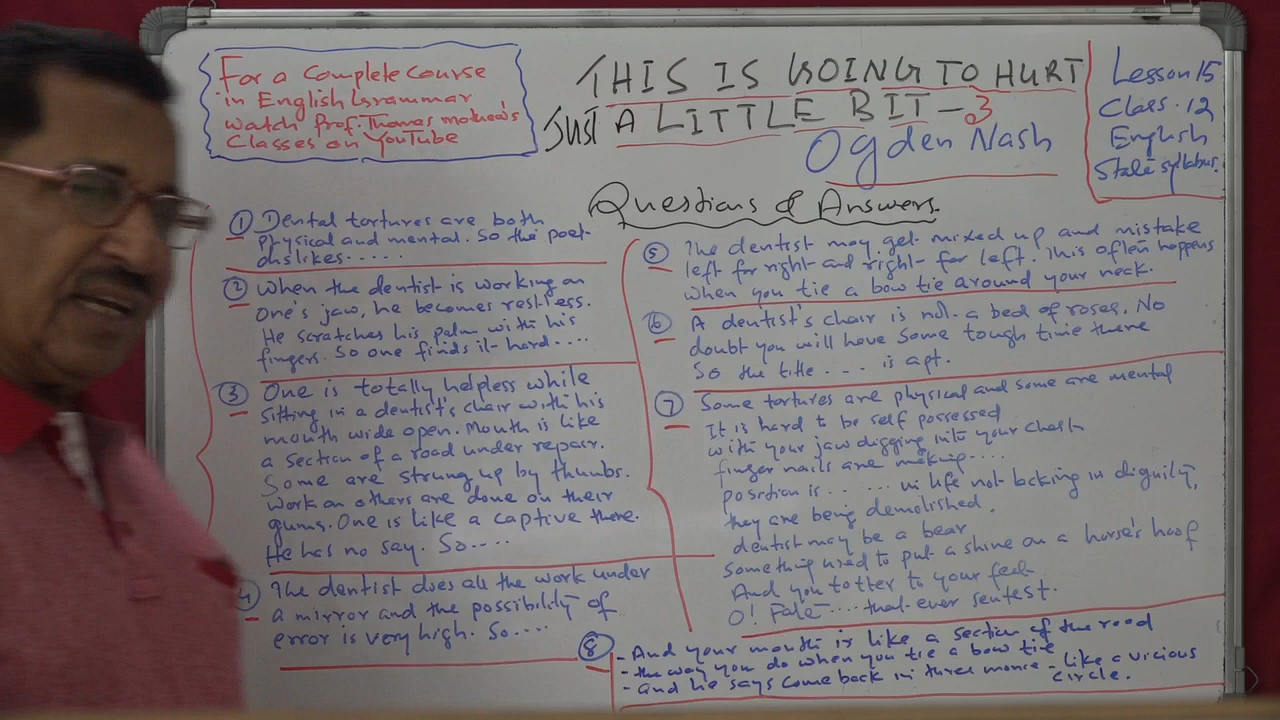 For a Complete Course
in English Grammar
watch Prof. Thomas Mathew's
Classes on YouTube
THIS IS GOING TO HURT
Just A LITTLE BIT - 3
Ogden Nash
Lesson 15
Class. 12
English
State syllabus.
Questions & Answers.
① Dental tortures are both
physical and mental. So the poet
dislikes......
② When the dentist is working on
one's jaw, he becomes restless.
He scratches his palm with his
fingers. So one finds it hard....
③ One is totally helpless while
sitting in a dentist's chair with his
mouth wide open. Mouth is like
a section of a road under repair.
Some are strung up by thumbs.
Work on others are done on their
gums. One is like a captive there.
He has no say. So....
4 The dentist does all the work under
a mirror and the possibility of
error is very high. So....
⑤ The dentist may get mixed up and mistake
left for right and right for left. This often happens
when you tie a bow tie around your neck.
⑥ A dentist's chair is not a bed of roses. No
doubt you will have some tough time there
So the title ... is apt.
⑦ Some tortures are physical and some are mental
It is hard to be self possessed
with your jaw digging into your chest
finger nails are making....
position is ...... in life not lacking in dignity,
they are being demolished.
dentist may be a bear
something used to put a shine on a horse's hoof
And you totter to your feet
O! Fate .... that ever sentest.
⑧ - And your mouth is like a section of the road
- the way you do when you tie a bow tie
- and he says come back in three monce - like a vicious
circle.